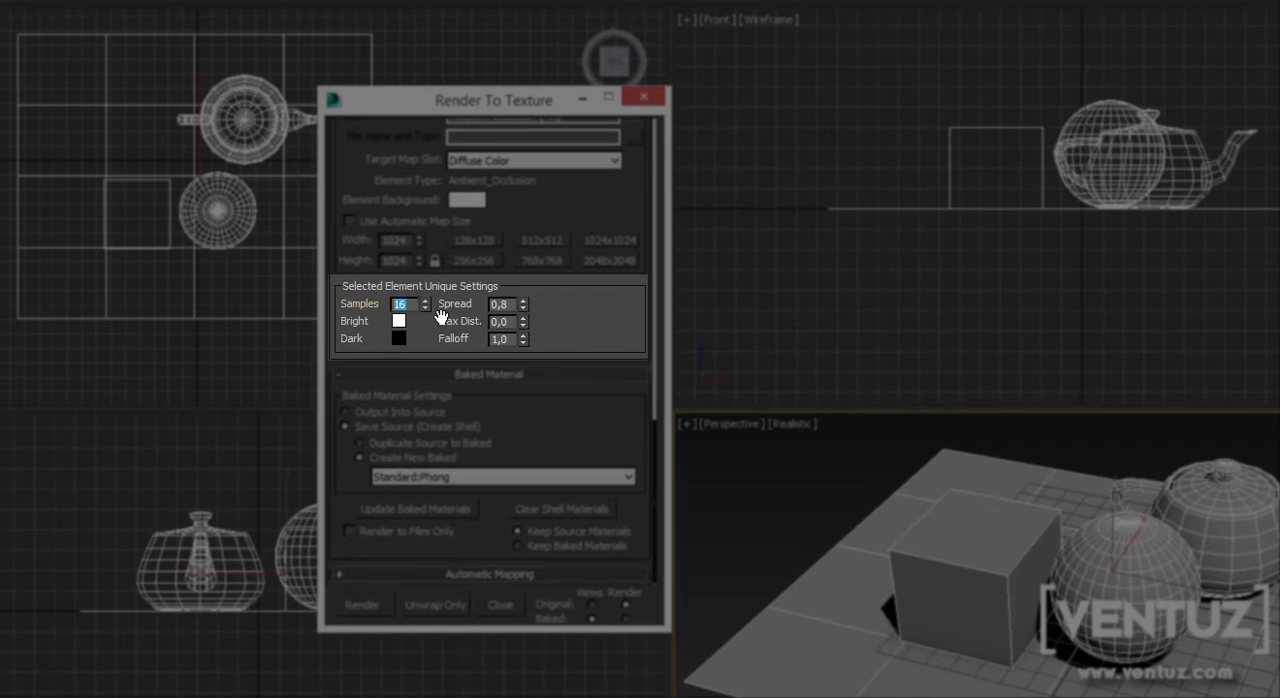 [+][Front][Wireframe]
Render To Texture
File Name and Type:
Target Map Slot: Diffuse Color
Element Type: Ambient_Occlusion
Element Background:
Use Automatic Map Size
Width: 1024 128x128 512x512 1024x1024
Height: 1024 256x256 768x768 2048x2048
Selected Element Unique Settings
Samples 16 Spread 0,8
Bright Dist. 0,0
Dark Falloff 1,0
Baked Material
Baked Material Settings
Output Into Source
Save Source (Create Shell)
Duplicate Source to Baked
Create New Baked
Standard:Phong
Update Baked Materials Clear Shell Materials
Render to Files Only Keep Source Materials
Keep Baked Materials
Automatic Mapping
Views Render
Render Unwrap Only Close Original:
Baked:
[+][Perspective][Realistic]
[VENTUZ]
www.ventuz.com